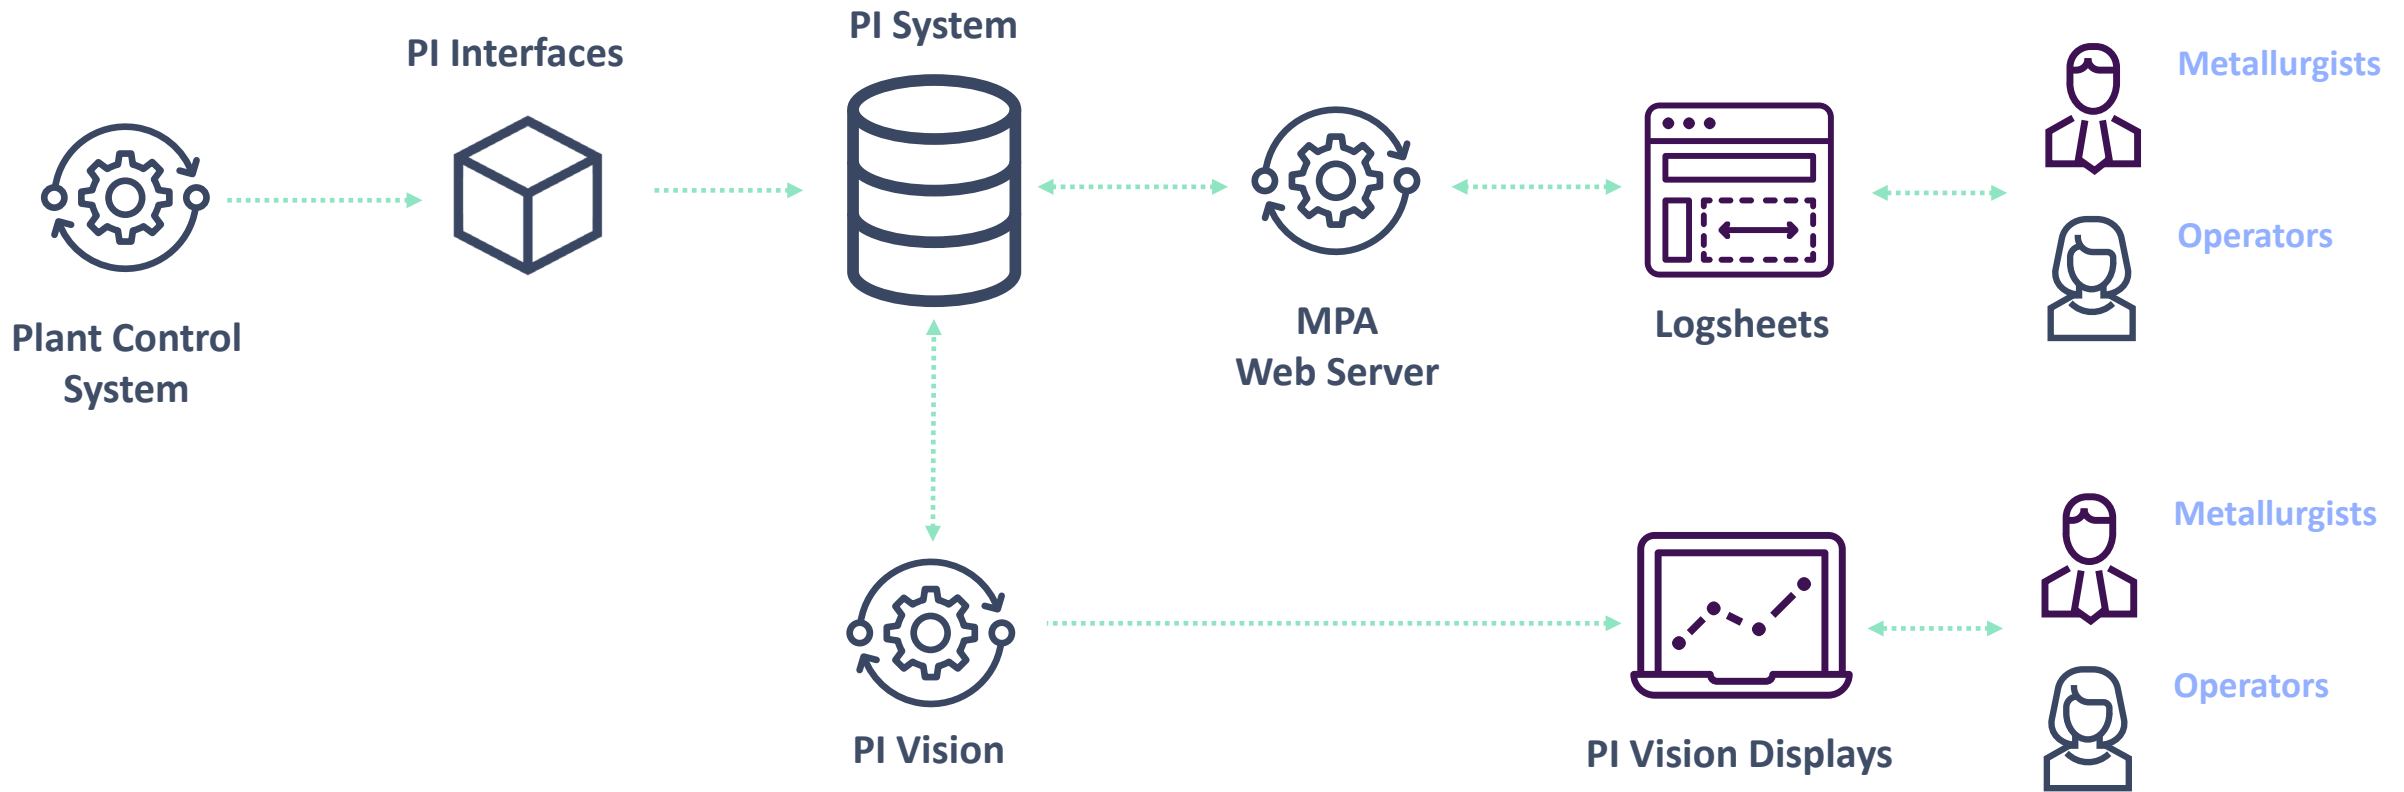 PI System
PI Interfaces
Metallurgists
Operators
Plant Control
System
MPA
Web Server
Logsheets
Metallurgists
Operators
PI Vision
PI Vision Displays